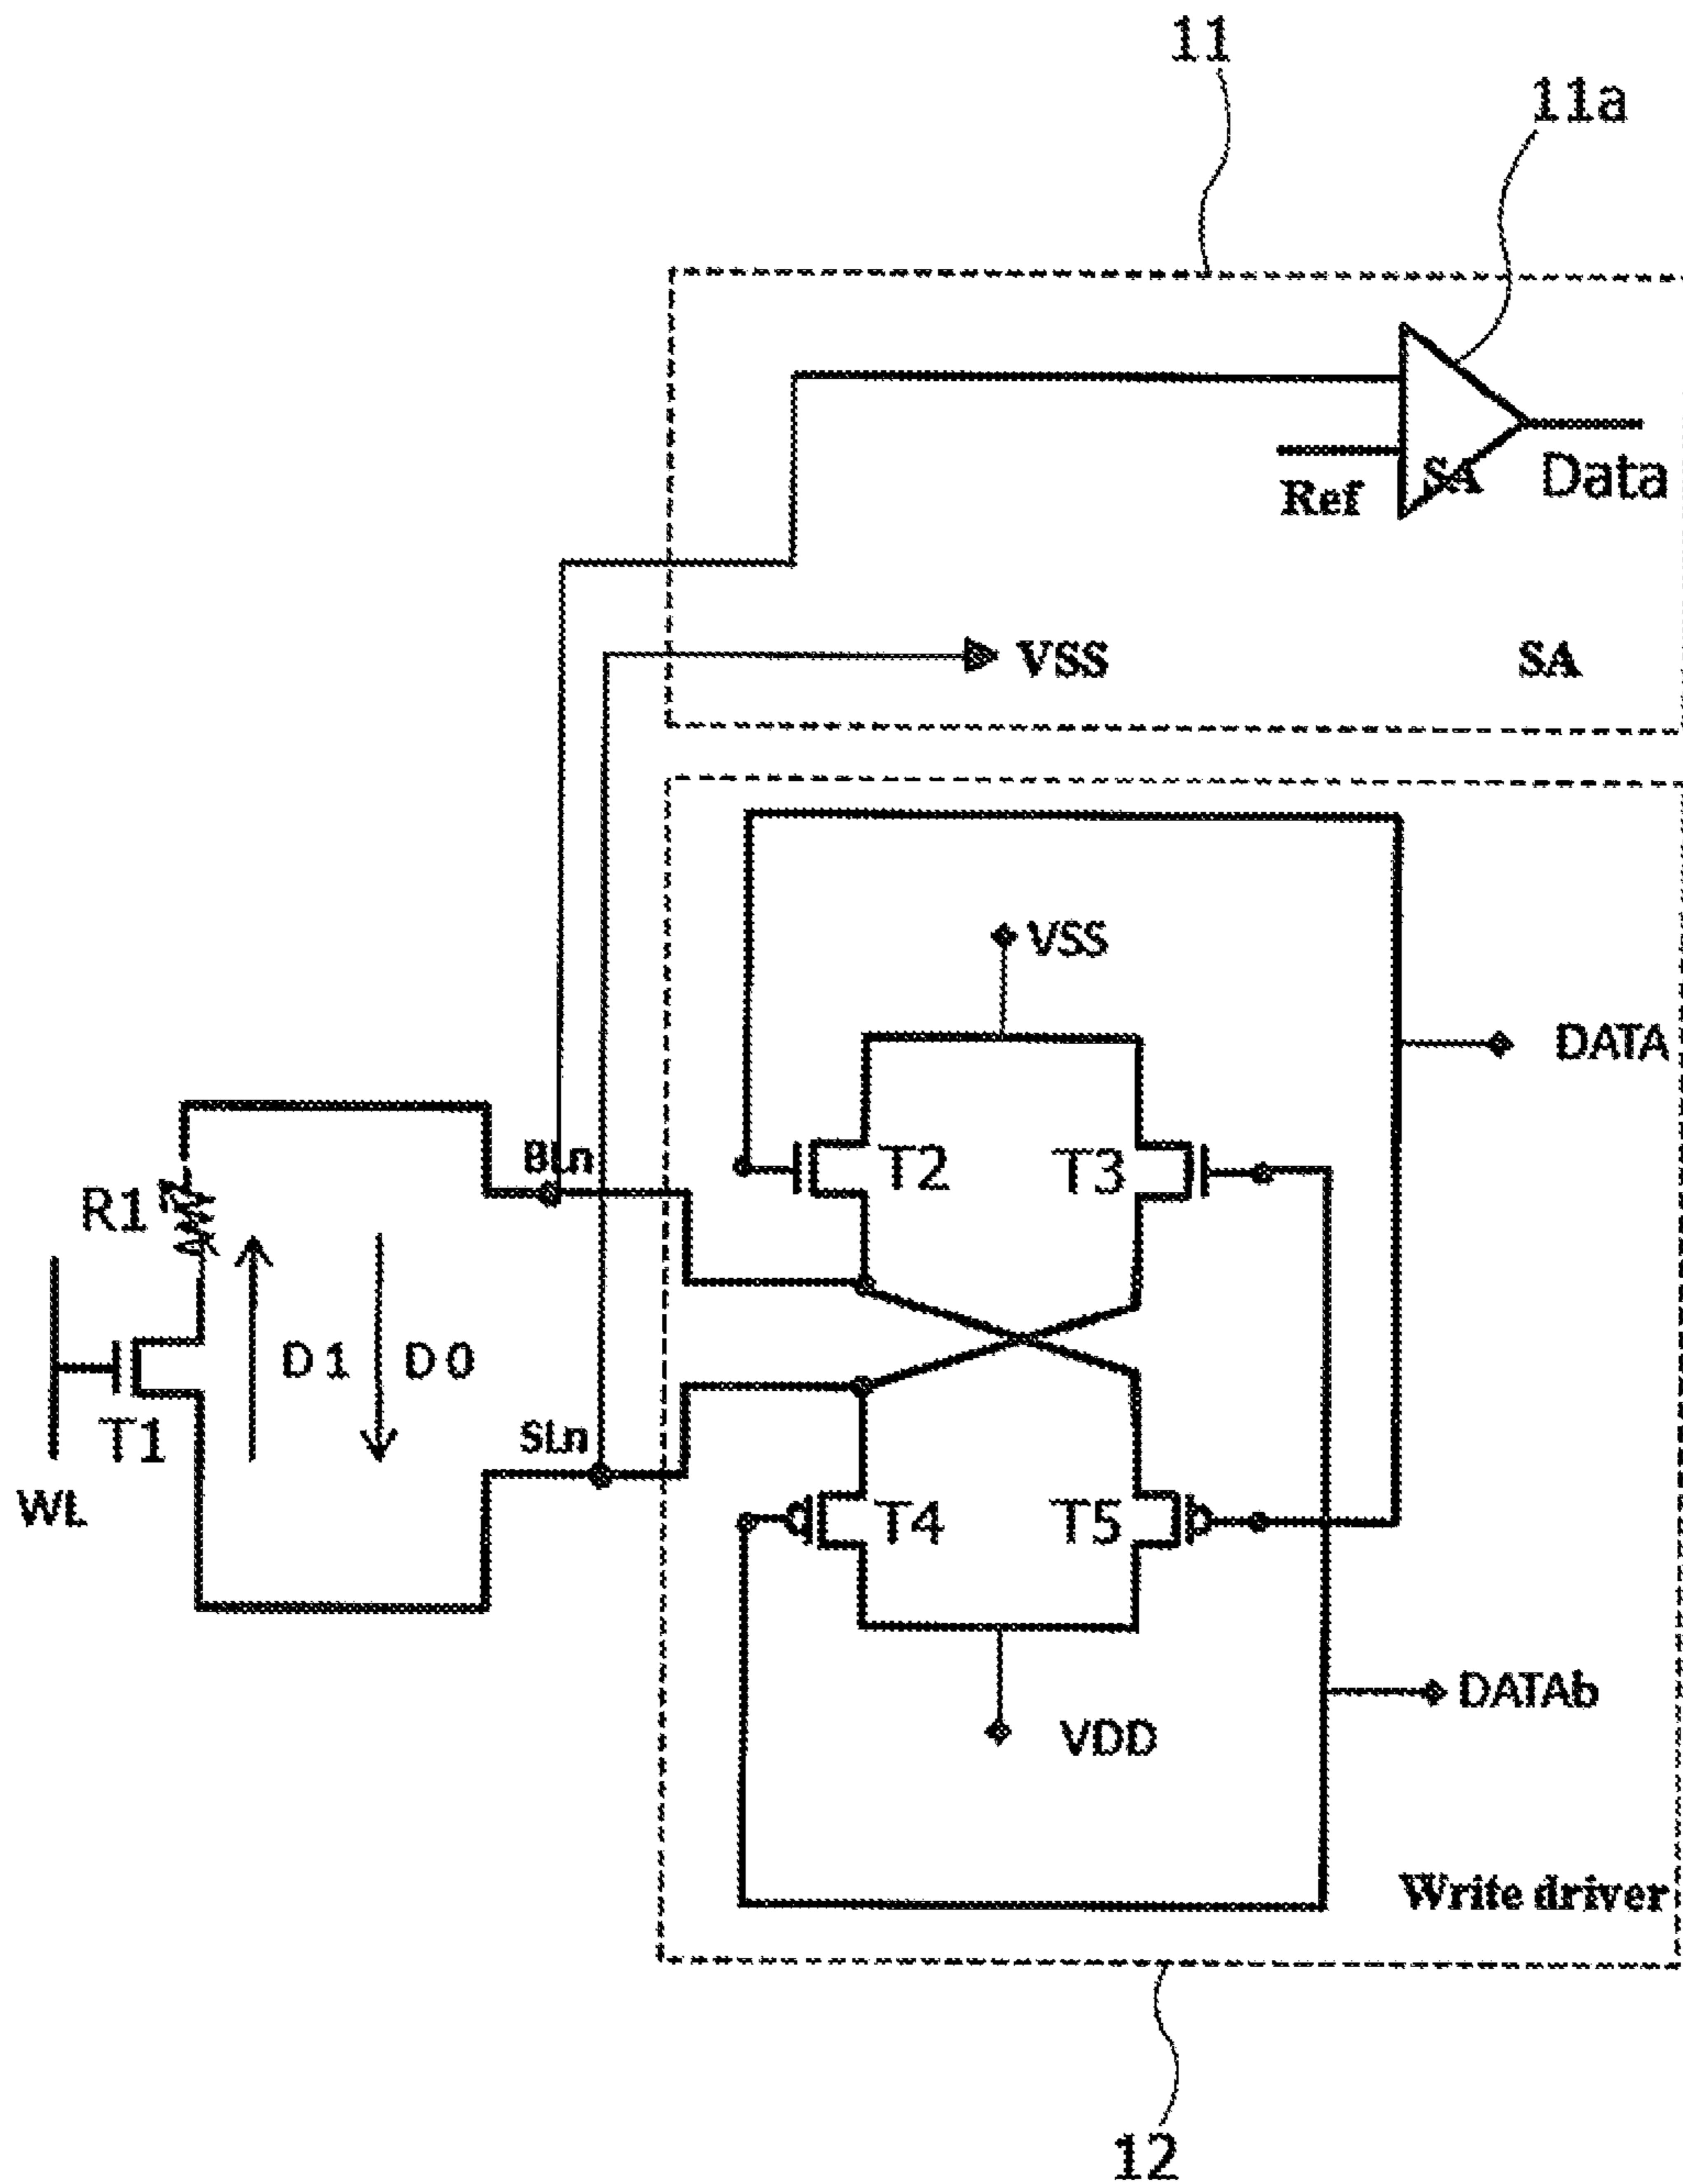 11
11a
Ref
SA
Data
VSS
SA
VSS
DATA
BLn
T2
T3
R1
D1
D0
T1
SLn
WL
T4
T5
DATAb
VDD
Write driver
12